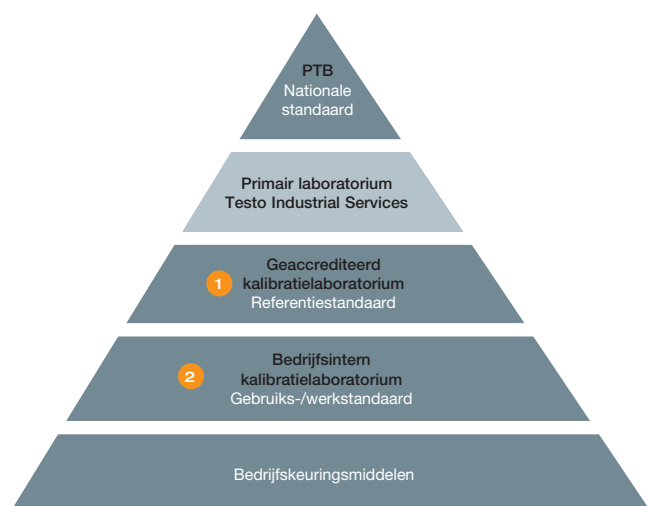 PTB
Nationale
standaard
Primair laboratorium
Testo Industrial Services
1
Geaccrediteerd
kalibratielaboratorium
Referentiestandaard
2
Bedrijfsintern
kalibratielaboratorium
Gebruiks-/werkstandaard
Bedrijfskeuringsmiddelen